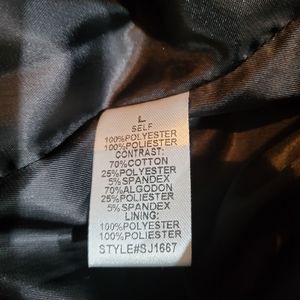 L
SELF
100%POLYESTER
100%POLIESTER
CONTRAST:
70%COTTON
25%POLYESTER
5%SPANDEX
70%ALGODON
25%POLIESTER
5%SPANDEX
LINING:
100%POLYESTER
100%POLIESTER
STYLE#SJ1667